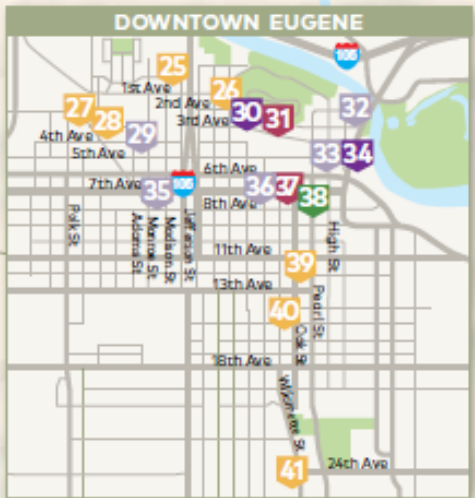 DOWNTOWN EUGENE
105
25
1st Ave
26
2nd Ave
27
28
30
31
32
3rd Ave
4th Ave
29
5th Ave
33
34
6th Ave
7th Ave
35
105
36
37
38
8th Ave
Polk St
Adams St
Monroe St
Madison St
Jefferson St
High St
11th Ave
39
13th Ave
Pearl St
40
Oak St
18th Ave
Willamette St.
41
24th Ave